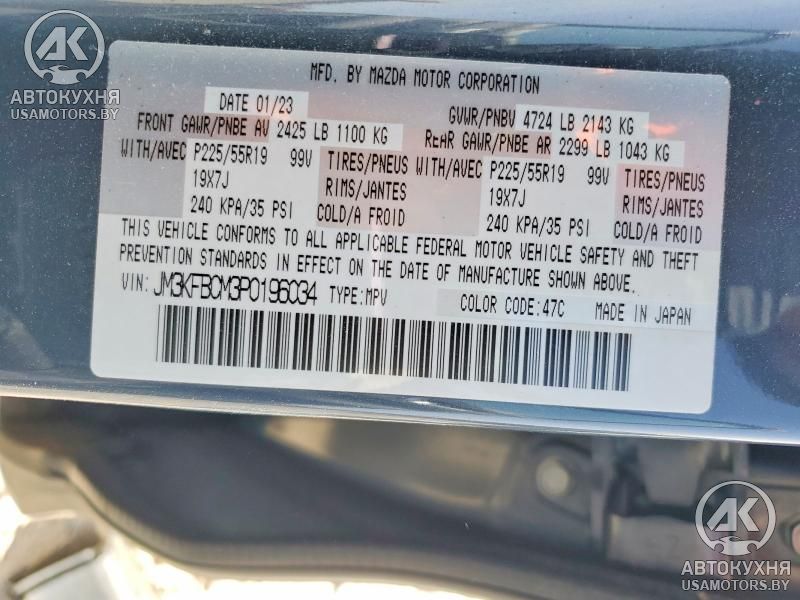 AK
АВТОКУХНЯ
USAMOTORS.BY
MFD. BY MAZDA MOTOR CORPORATION
DATE 01/23 GVWR/PNBV 4724 LB 2143 KG
FRONT GAWR/PNBE AV 2425 LB 1100 KG REAR GAWR/PNBE AR 2299 LB 1043 KG
WITH/AVEC P225/55R19 99V TIRES/PNEUS WITH/AVEC P225/55R19 99V TIRES/PNEUS
19X7J RIMS/JANTES 19X7J RIMS/JANTES
240 KPA/35 PSI COLD/A FROID 240 KPA/35 PSI COLD/A FROID
THIS VEHICLE CONFORMS TO ALL APPLICABLE FEDERAL MOTOR VEHICLE SAFETY AND THEFT
PREVENTION STANDARDS IN EFFECT ON THE DATE OF MANUFACTURE SHOWN ABOVE.
VIN: JM3KFBCM3P0196034 TYPE:MPV COLOR CODE:47C MADE IN JAPAN
AK
АВТОКУХНЯ
USAMOTORS.BY